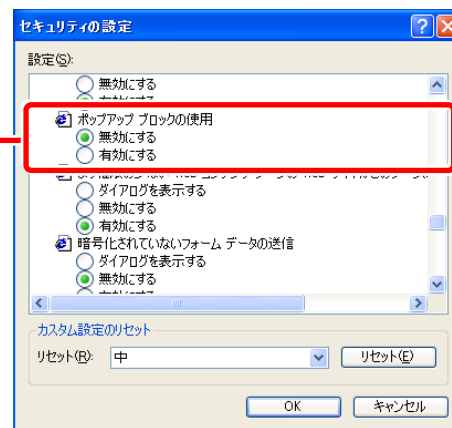 セキュリティの設定
設定(S):
無効にする
ポップアップ ブロックの使用
無効にする
有効にする
ダイアログを表示する
無効にする
有効にする
暗号化されていないフォーム データの送信
ダイアログを表示する
無効にする
カスタム設定のリセット
リセット(R): 中 リセット(E)
OK キャンセル